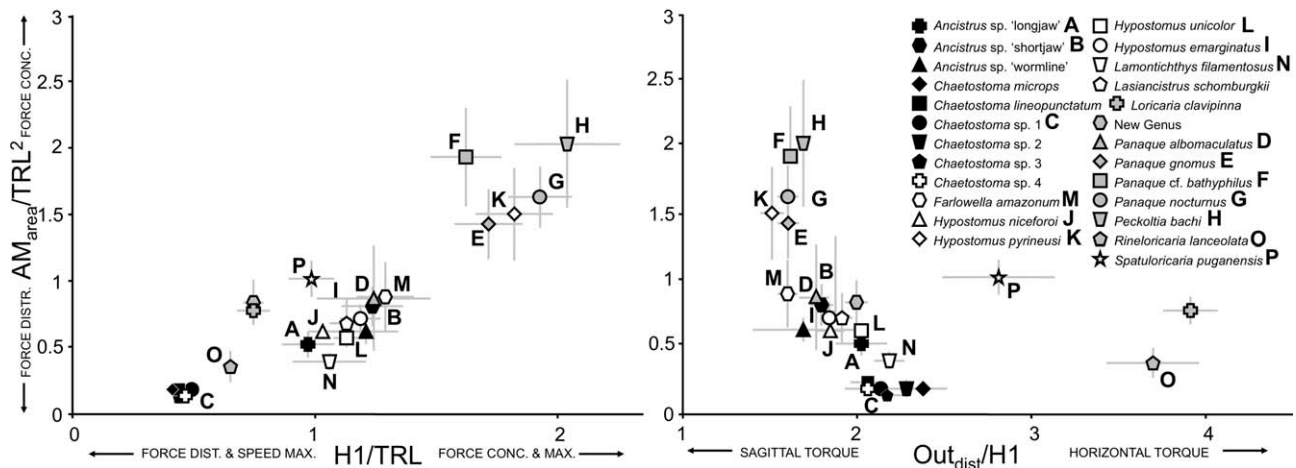 AM_area/TRL²
FORCE DISTR. FORCE CONC.
3
2.5
2
1.5
1
0.5
0
0 1 2
FORCE DIST. & SPEED MAX. H1/TRL FORCE CONC. & MAX.
F
H
G
K
E
P
I
D
M
J
B
A
L
N
O
C
3
2.5
2
1.5
1
0.5
0
1 2 3 4
SAGITTAL TORQUE Out_dist/H1 HORIZONTAL TORQUE
H
F
K
G
E
M
D
B
P
I
L
J
N
A
O
C
Ancistrus sp. ‘longjaw’ A
Ancistrus sp. ‘shortjaw’ B
Ancistrus sp. ‘wormline’
Chaetostoma microps
Chaetostoma lineopunctatum
Chaetostoma sp. 1 C
Chaetostoma sp. 2
Chaetostoma sp. 3
Chaetostoma sp. 4
Farlowella amazonum M
Hypostomus niceforoi J
Hypostomus pyrineusi K
Hypostomus unicolor L
Hypostomus emarginatus I
Lamontichthys filamentosus N
Lasiancistrus schomburgkii
Loricaria clavipinna
New Genus
Panaque albomaculatus D
Panaque gnomus E
Panaque cf. bathyphilus F
Panaque nocturnus G
Peckoltia bachi H
Rineloricaria lanceolata O
Spatuloricaria puganensis P